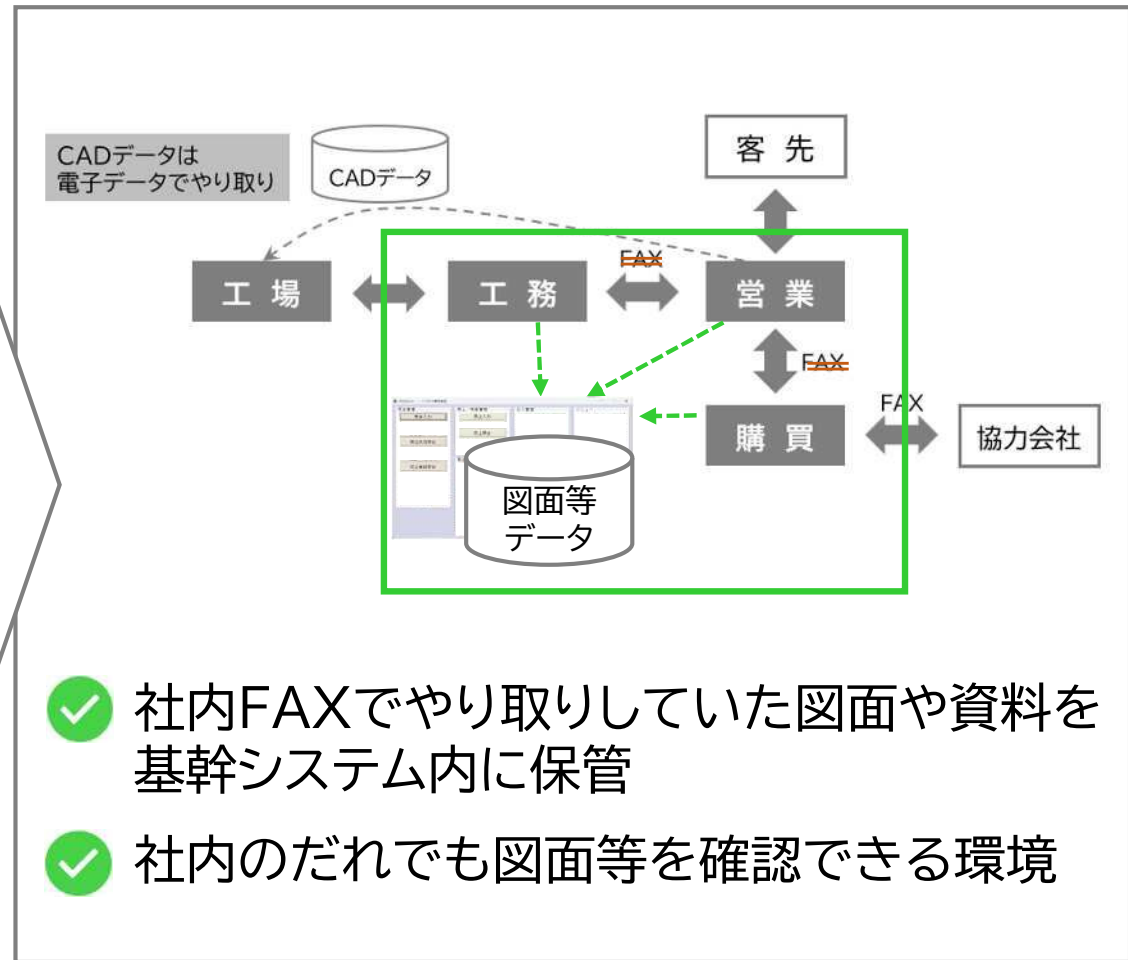 客 先
CADデータは
電子データでやり取り
CADデータ
FAX
工 場
工 務
営 業
FAX
FAX
購 買
協力会社
図面等
データ
社内FAXでやり取りしていた図面や資料を
基幹システム内に保管
社内のだれでも図面等を確認できる環境